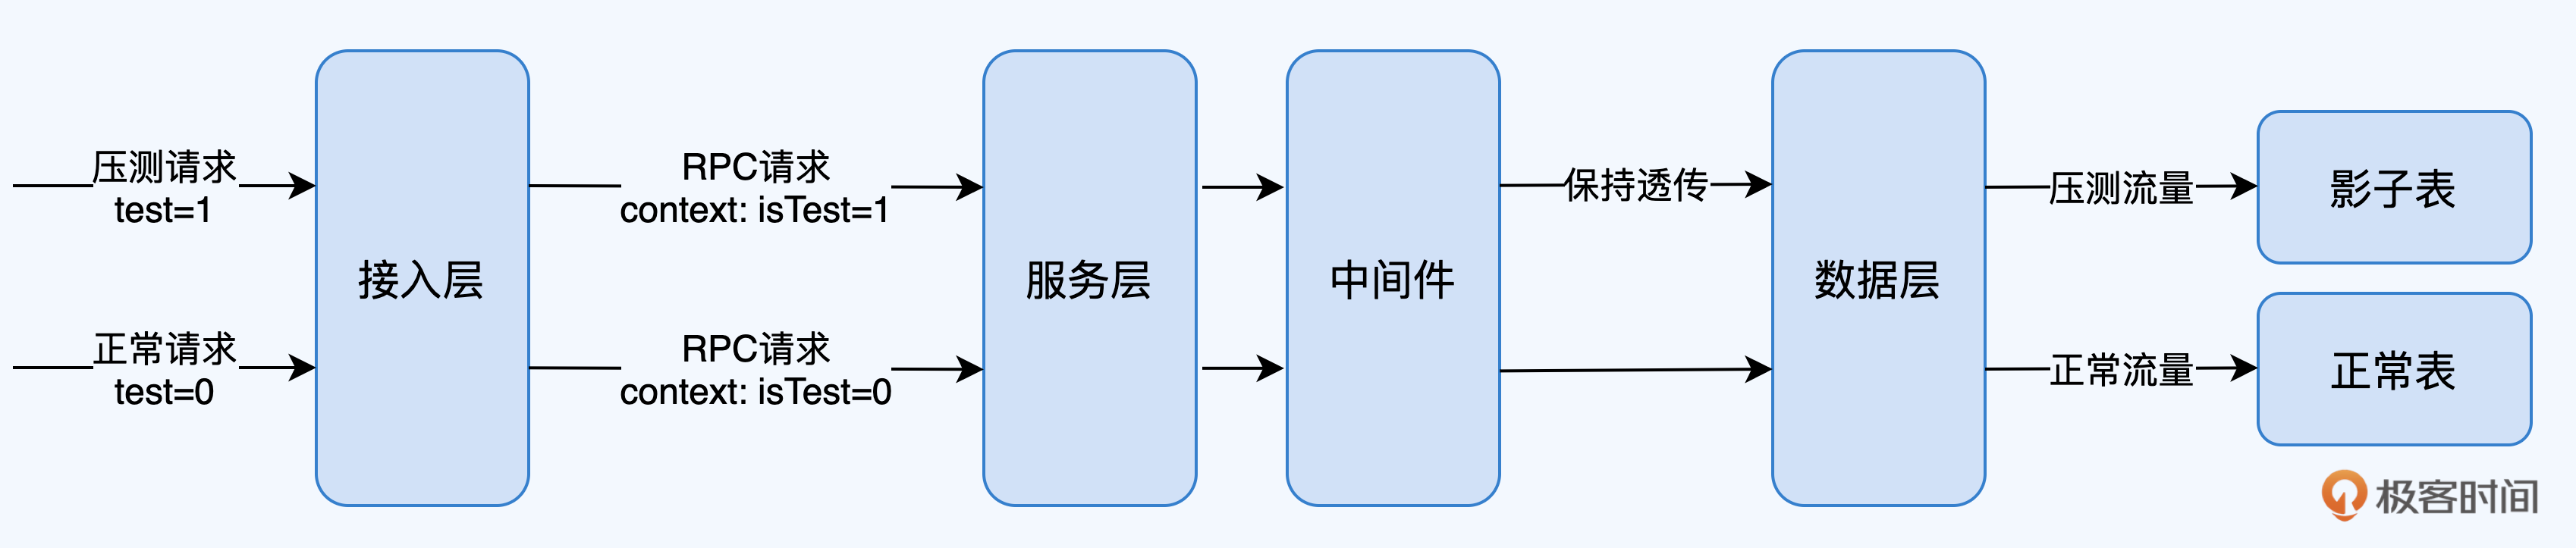 压测请求
test=1
正常请求
test=0
接入层
RPC请求
context: isTest=1
RPC请求
context: isTest=0
服务层
中间件
保持透传
数据层
压测流量
正常流量
影子表
正常表
极客时间